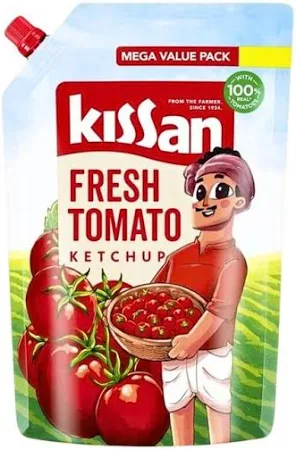 MEGA VALUE PACK
WITH
100%
REAL*
TOMATOES
FROM THE FARMER.
SINCE 1934.
kissan
FRESH
TOMATO
KETCHUP